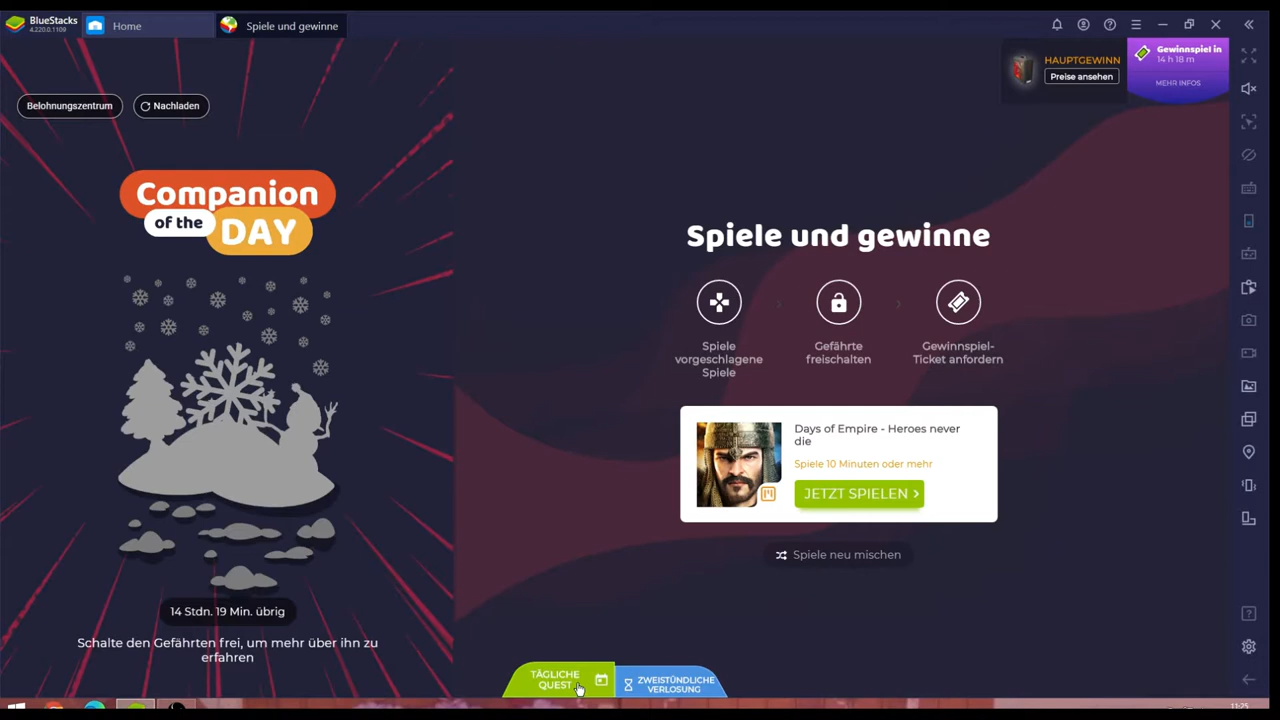 BlueStacks
4.220.0.1109
Home
Spiele und gewinne
Belohnungszentrum
Nachladen
HAUPTGEWINN
Preise ansehen
Gewinnspiel in
14 h 18 m
MEHR INFOS
Companion
of the
DAY
Spiele und gewinne
Spiele
vorgeschlagene
Spiele
Gefährte
freischalten
Gewinnspiel-
Ticket anfordern
Days of Empire - Heroes never
die
Spiele 10 Minuten oder mehr
JETZT SPIELEN
Spiele neu mischen
14 Stdn. 19 Min. übrig
Schalte den Gefährten frei, um mehr über ihn zu
erfahren
TÄGLICHE
QUEST
ZWEISTÜNDLICHE
VERLOSUNG
11:25